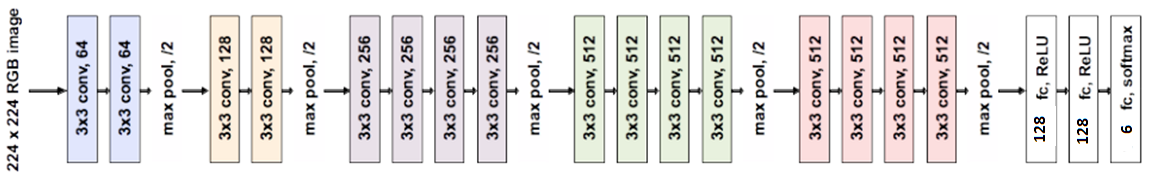 224 x 224 RGB image
3x3 conv, 64
3x3 conv, 64
max pool, /2
3x3 conv, 128
3x3 conv, 128
max pool, /2
3x3 conv, 256
3x3 conv, 256
3x3 conv, 256
3x3 conv, 256
max pool, /2
3x3 conv, 512
3x3 conv, 512
3x3 conv, 512
3x3 conv, 512
max pool, /2
3x3 conv, 512
3x3 conv, 512
3x3 conv, 512
3x3 conv, 512
max pool, /2
128 fc, ReLU
128 fc, ReLU
6 fc, softmax